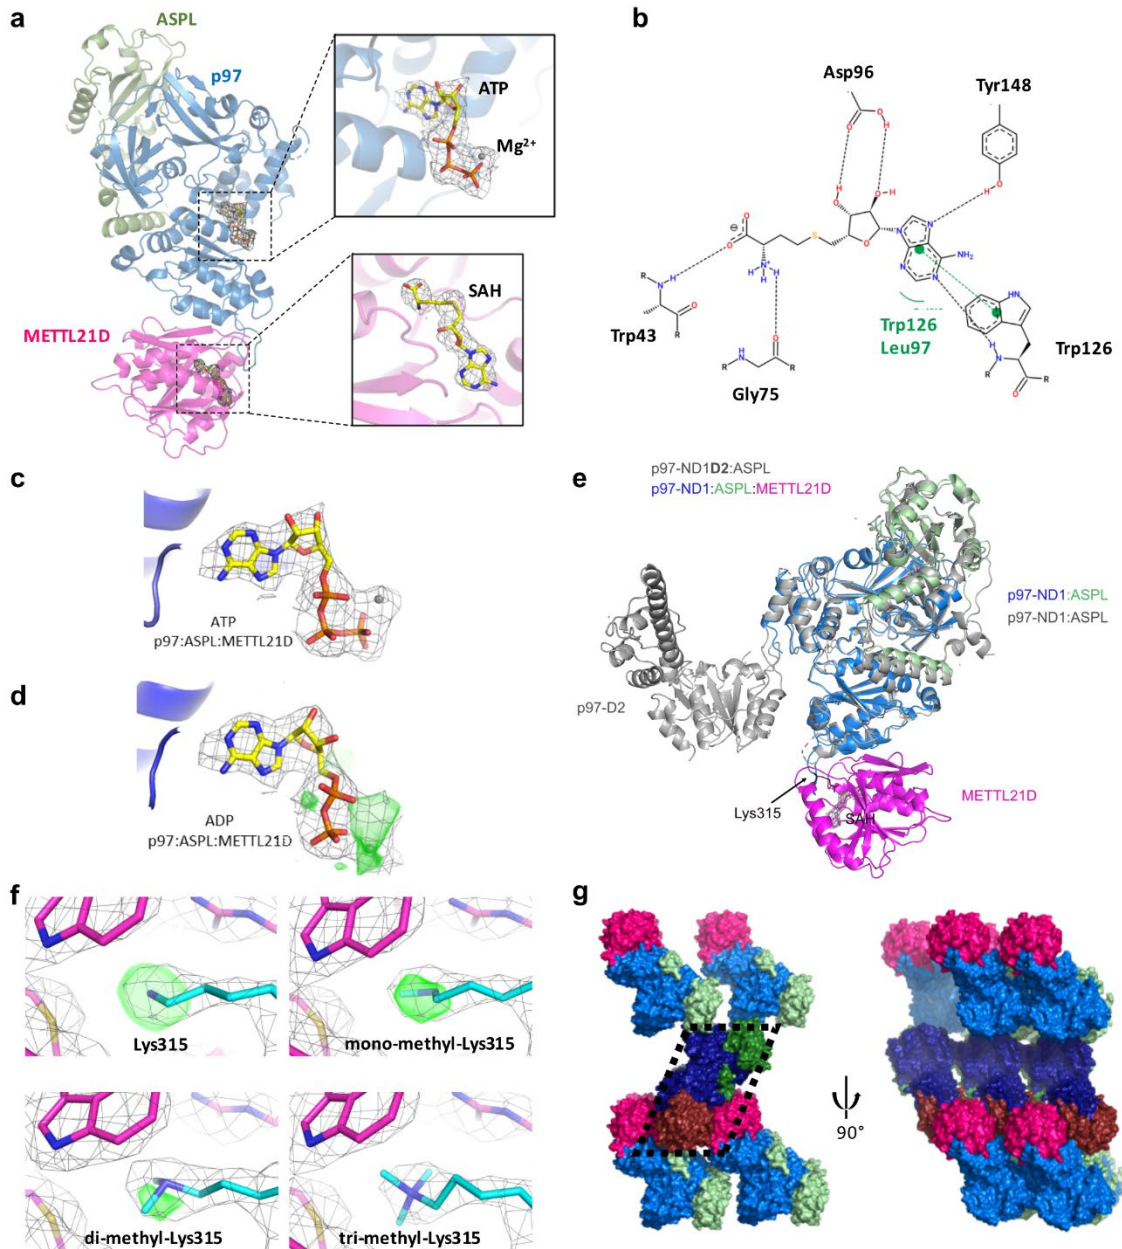 a
ASPL
p97
ATP
Mg²⁺
SAH
METTL21D
b
Asp96
Tyr148
O
H
O
H
O
H
O
H
O
⊖
O
S
O
N
N
NH₂
N
N
N⁺
H
H
H
R
N
H
O
R
Trp43
O
HN
R
R
Gly75
Trp126
Leu97
HN
H
N
R
O
R
Trp126
c
ATP
p97:ASPL:METTL21D
d
ADP
p97:ASPL:METTL21D
e
p97-ND1D2:ASPL
p97-ND1:ASPL:METTL21D
p97-ND1:ASPL
p97-ND1:ASPL
p97-D2
Lys315
SAH
METTL21D
f
Lys315
mono-methyl-Lys315
di-methyl-Lys315
tri-methyl-Lys315
g
90°